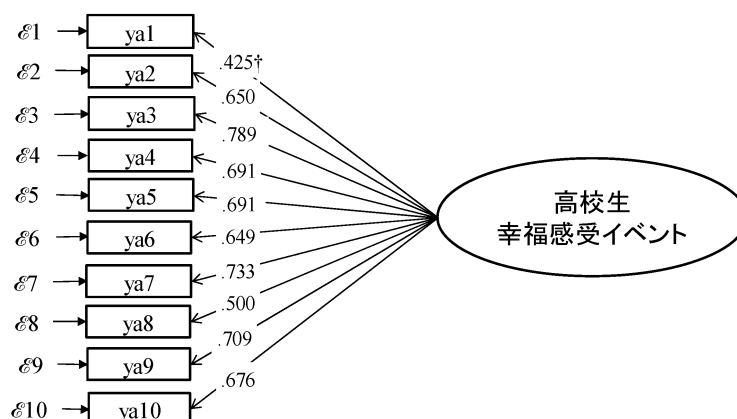 ℰ1 ya1
.425†
ℰ2 ya2
.650
ℰ3 ya3
.789
ℰ4 ya4
.691
ℰ5 ya5
.691
ℰ6 ya6
.649
ℰ7 ya7
.733
ℰ8 ya8
.500
ℰ9 ya9
.709
ℰ10 ya10
.676
高校生
幸福感受イベント